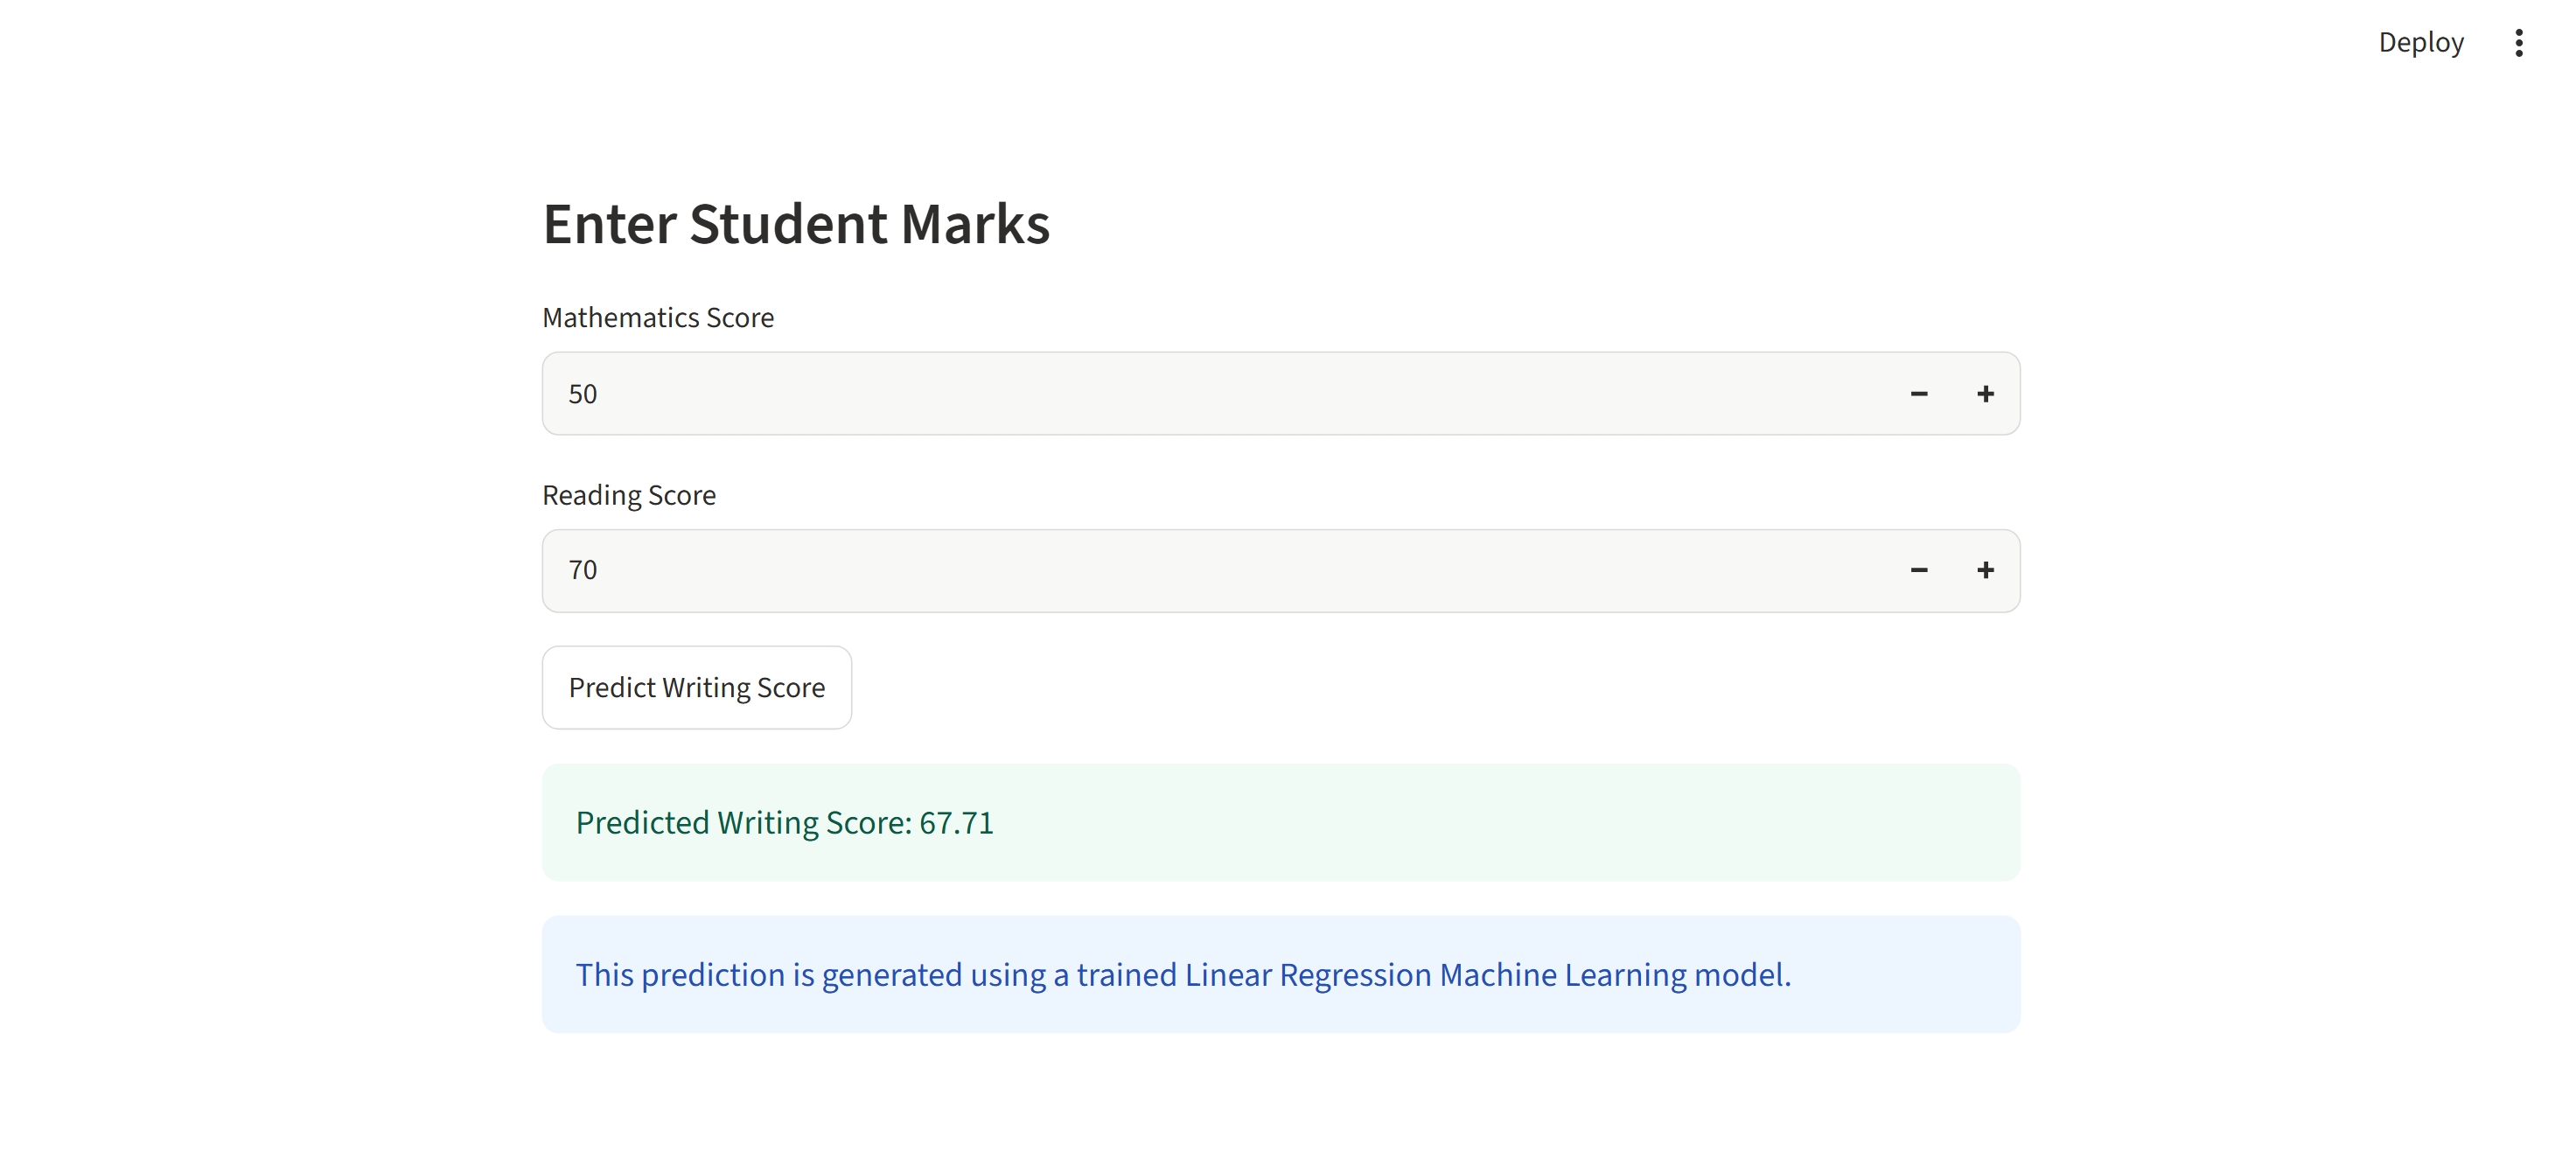 Deploy
Enter Student Marks
Mathematics Score
50
Reading Score
70
Predict Writing Score
Predicted Writing Score: 67.71
This prediction is generated using a trained Linear Regression Machine Learning model.